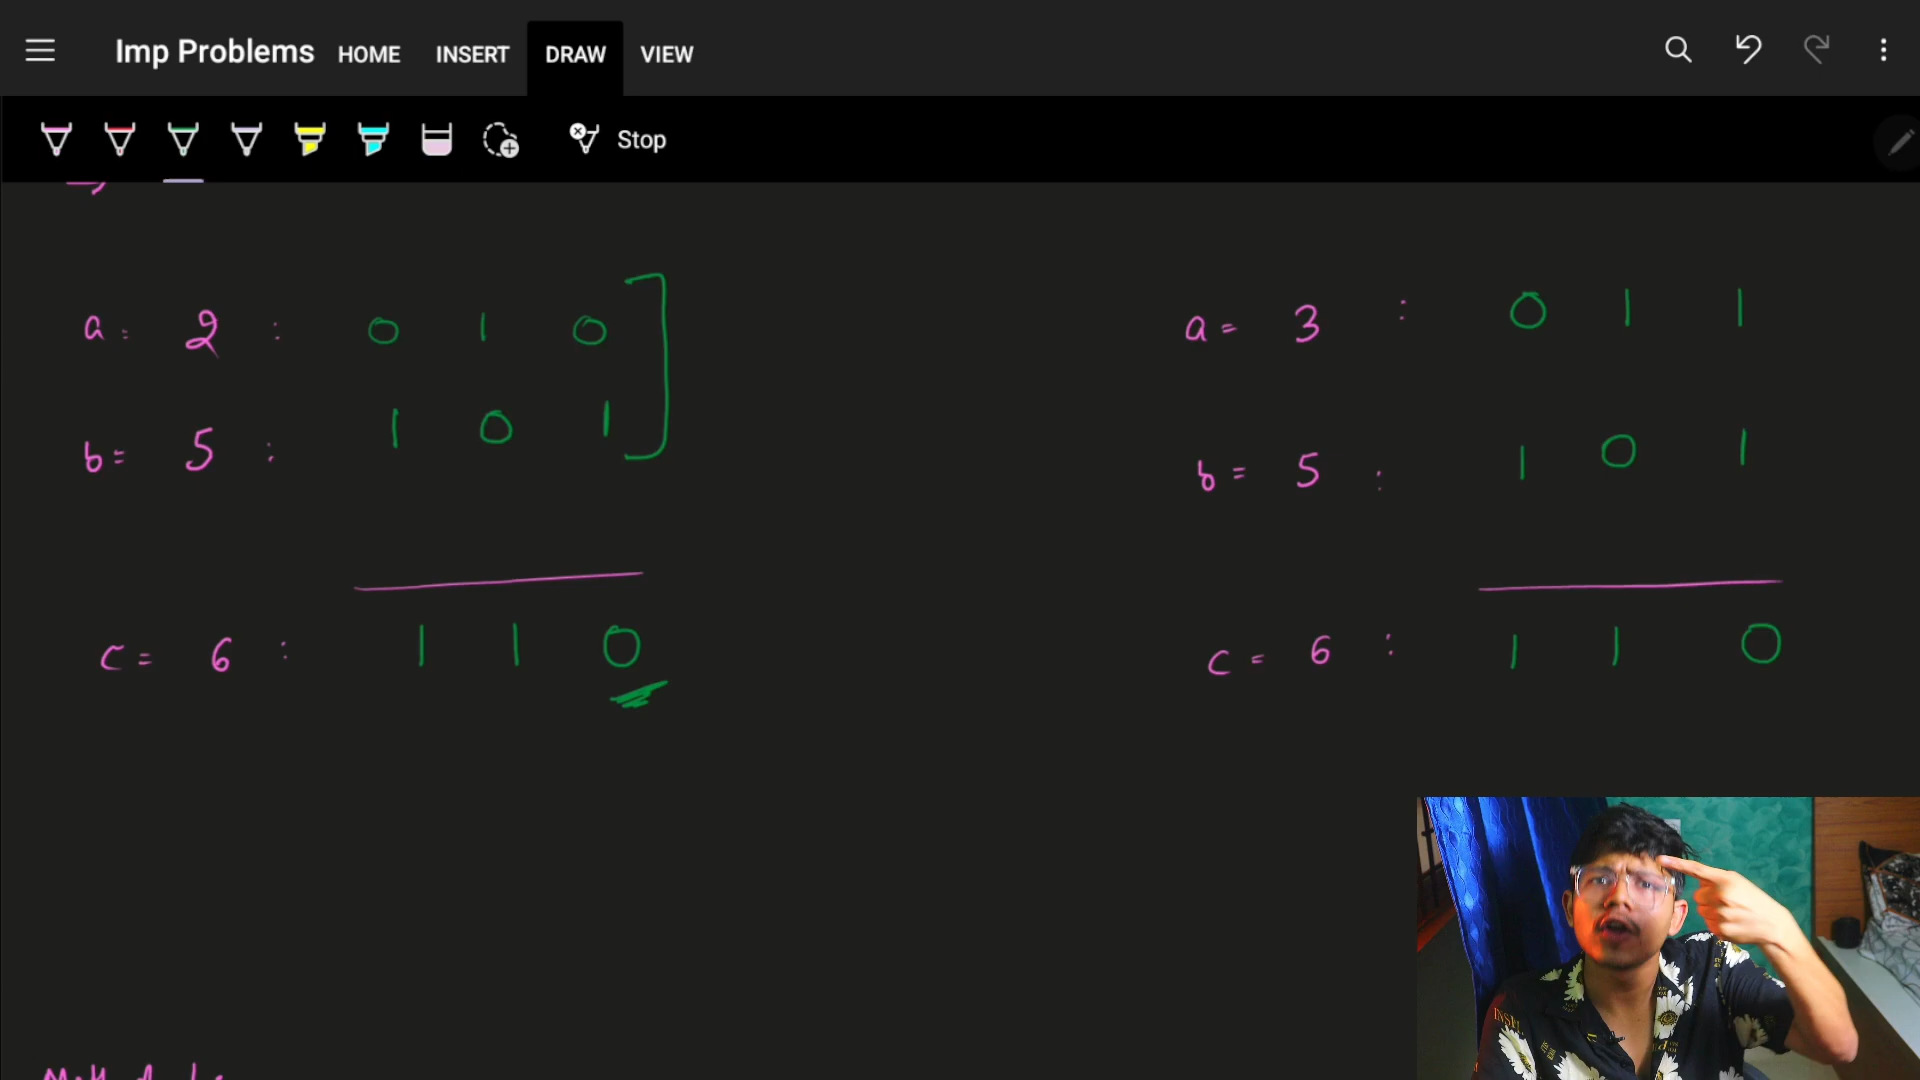 Imp Problems HOME INSERT DRAW VIEW
Stop
a = 2 : 0 1 0
b = 5 : 1 0 1
c = 6 : 1 1 0
a = 3 : 0 1 1
b = 5 : 1 0 1
c = 6 : 1 1 0